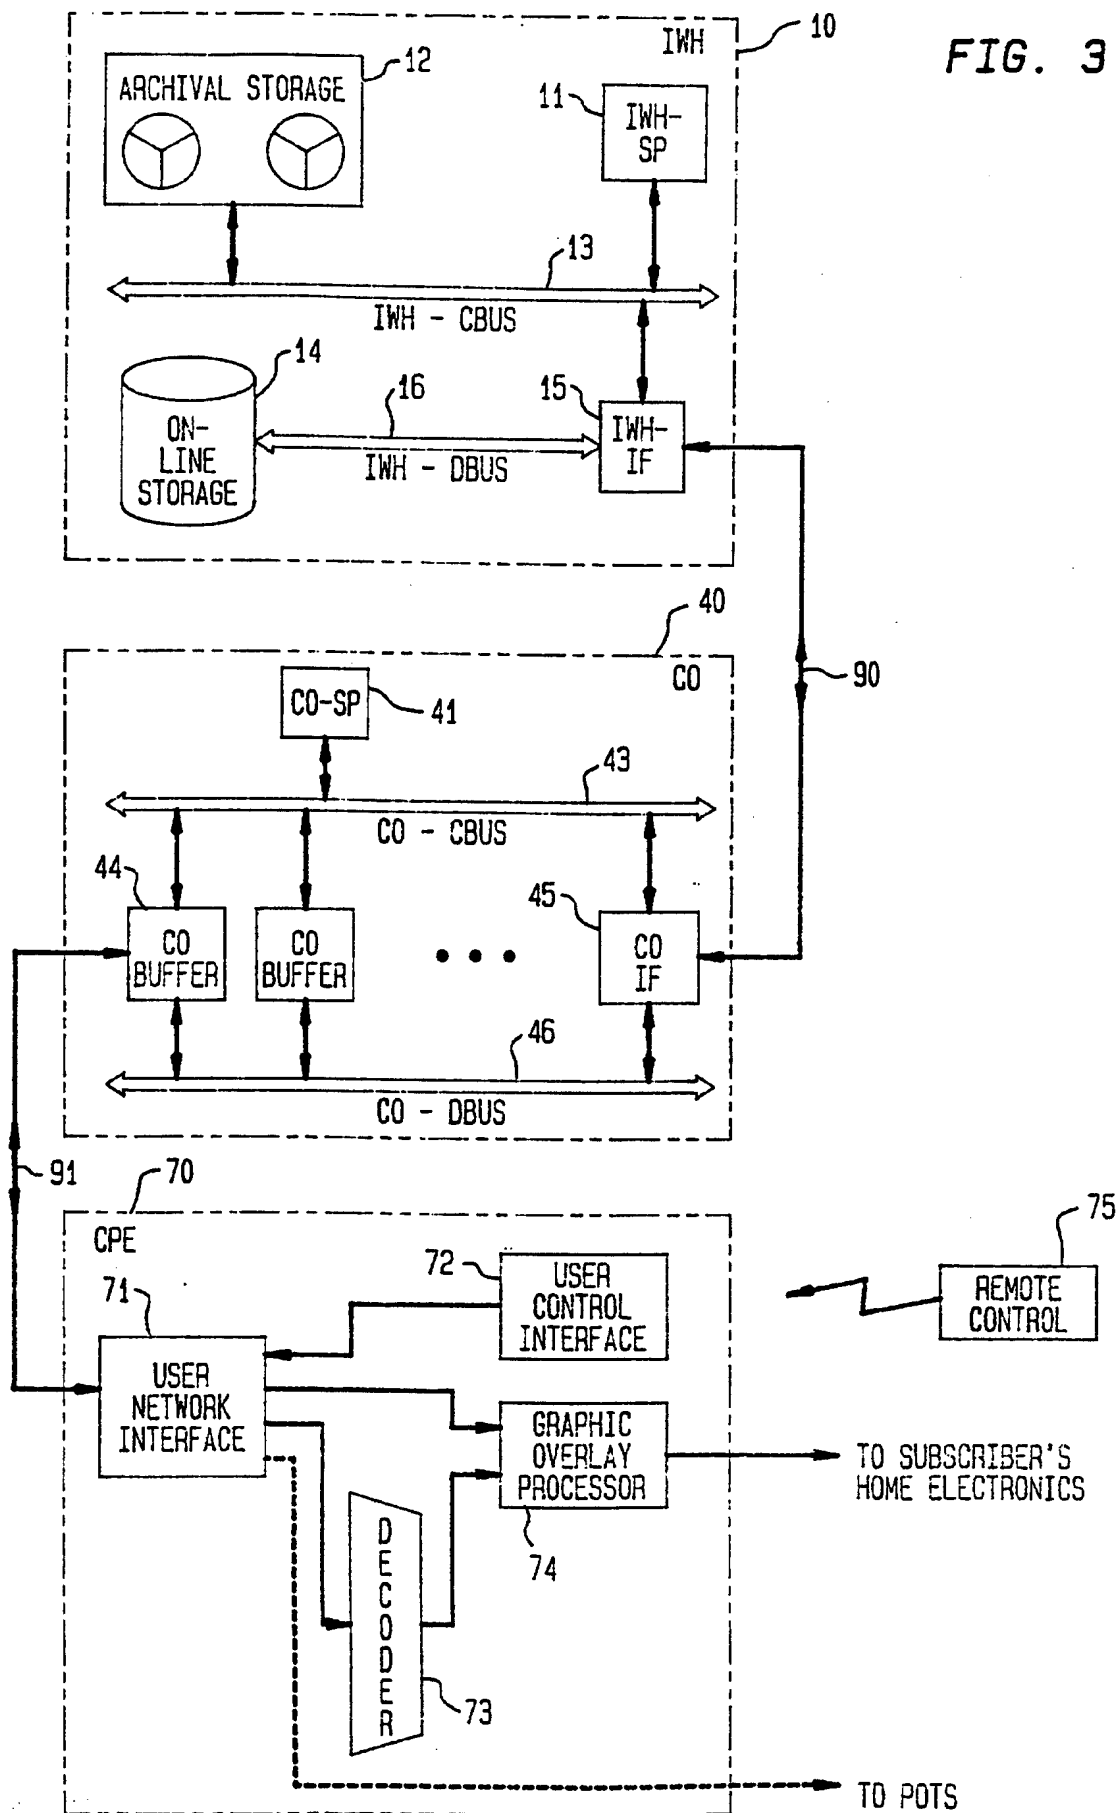 FIG. 3
IWH
10
ARCHIVAL STORAGE
12
11
IWH-
SP
13
IWH - CBUS
14
ON-
LINE
STORAGE
16
IWH - DBUS
15
IWH-
IF
40
CO
90
CO-SP
41
43
CO - CBUS
44
CO
BUFFER
CO
BUFFER
45
CO
IF
46
CO - DBUS
91
70
CPE
71
USER
NETWORK
INTERFACE
72
USER
CONTROL
INTERFACE
75
REMOTE
CONTROL
GRAPHIC
OVERLAY
PROCESSOR
74
TO SUBSCRIBER'S
HOME ELECTRONICS
DECODER
73
TO POTS